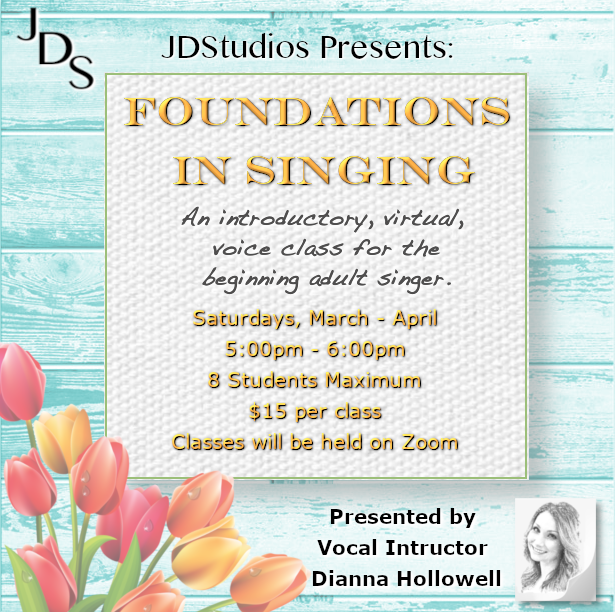 JDS
JDStudios Presents:
FOUNDATIONS
IN SINGING
An introductory, virtual,
voice class for the
beginning adult singer.
Saturdays, March - April
5:00pm - 6:00pm
8 Students Maximum
$15 per class
Classes will be held on Zoom
Presented by
Vocal Intructor
Dianna Hollowell